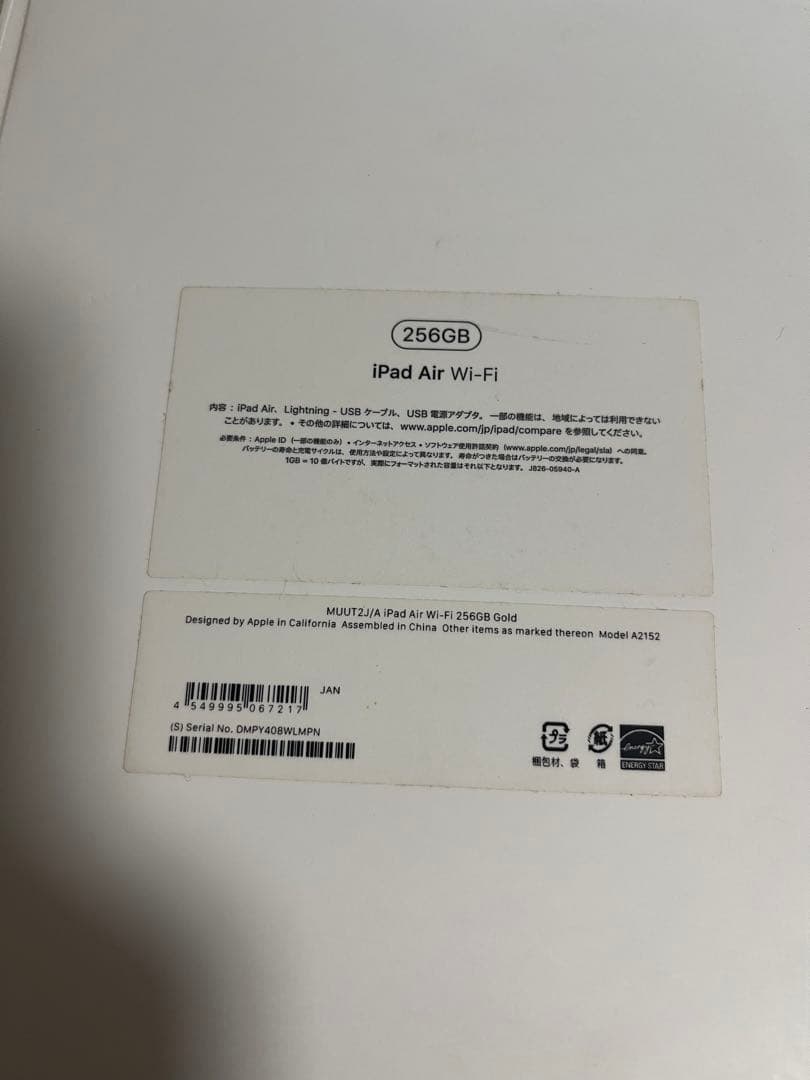 256GB
iPad Air Wi-Fi
内容：iPad Air、Lightning - USB ケーブル、USB 電源アダプタ。一部の機能は、地域によっては利用できない
ことがあります。• その他の詳細については、www.apple.com/jp/ipad/compare を参照してください。
必要条件：Apple ID（一部の機能のみ）• インターネットアクセス • ソフトウェア使用許諾契約（www.apple.com/jp/legal/sla）への同意。
バッテリーの寿命と充電サイクルは、使用方法や設定によって異なります。寿命がつきた場合はバッテリーの交換が必要になります。
1GB = 10 億バイトですが、実際にフォーマットされた容量はそれ以下となります。J826-05940-A
MUUT2J/A iPad Air Wi-Fi 256GB Gold
Designed by Apple in California Assembled in China Other items as marked thereon Model A2152
JAN
4 549995 067217
(S) Serial No. DMPY408WLMPN
プラ
紙
energy
梱包材、袋
箱
ENERGY STAR